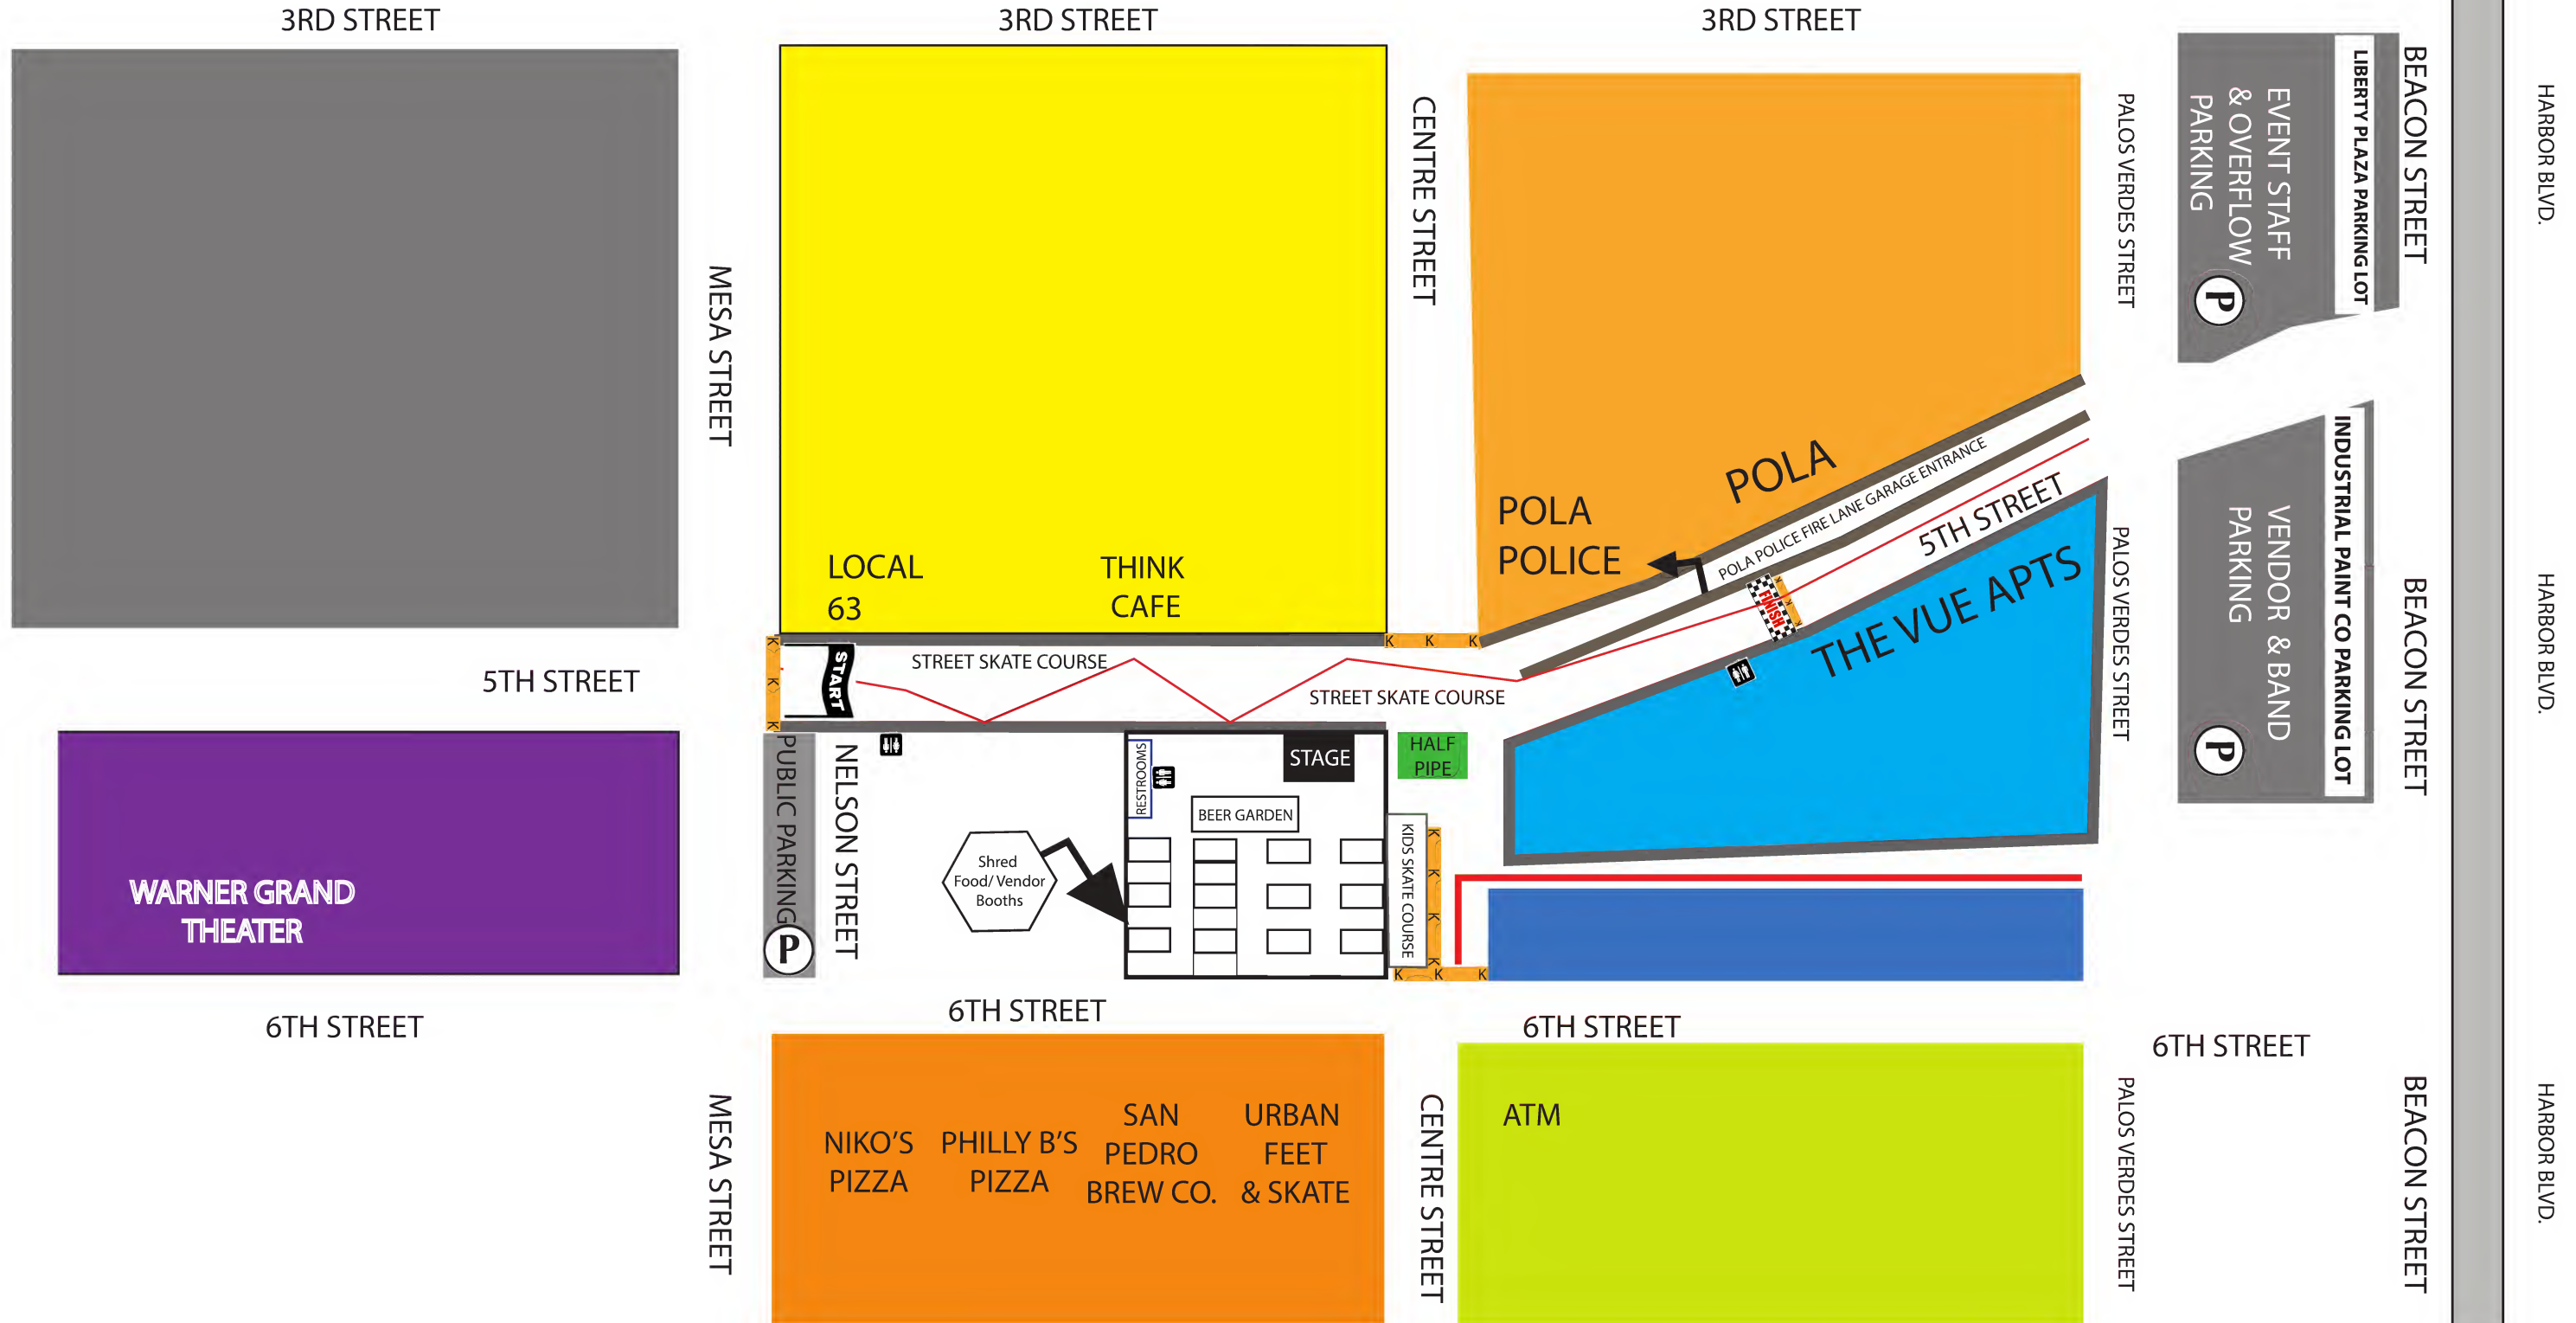 3RD STREET
3RD STREET
3RD STREET
MESA STREET
CENTRE STREET
PALOS VERDES STREET
EVENT STAFF
& OVERFLOW
PARKING
P
LIBERTY PLAZA PARKING LOT
BEACON STREET
HARBOR BLVD.
LOCAL
63
THINK
CAFE
POLA
POLICE
POLA
POLA POLICE FIRE LANE GARAGE ENTRANCE
5TH STREET
FINISH
K
K
K
THE VUE APTS
PALOS VERDES STREET
VENDOR & BAND
PARKING
P
INDUSTRIAL PAINT CO PARKING LOT
BEACON STREET
HARBOR BLVD.
K
K
K
K
K
K
5TH STREET
START
STREET SKATE COURSE
STREET SKATE COURSE
WARNER GRAND
THEATER
PUBLIC PARKING
P
NELSON STREET
RESTROOMS
STAGE
HALF
PIPE
BEER GARDEN
Shred
Food/ Vendor
Booths
KIDS SKATE COURSE
K
K
K
K
K
K
K
6TH STREET
6TH STREET
6TH STREET
6TH STREET
MESA STREET
NIKO'S
PIZZA
PHILLY B'S
PIZZA
SAN
PEDRO
BREW CO.
URBAN
FEET
& SKATE
CENTRE STREET
ATM
PALOS VERDES STREET
BEACON STREET
HARBOR BLVD.